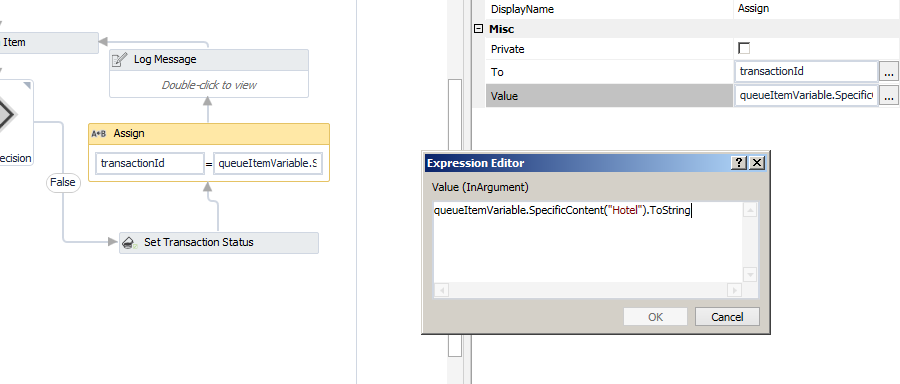 Item
Log Message
Double-click to view
ecision
A*B Assign
transactionId = queueItemVariable.S
False
Set Transaction Status
DisplayName Assign
Misc
Private
To transactionId ...
Value queueItemVariable.Specific ...
Expression Editor
Value (InArgument)
queueItemVariable.SpecificContent("Hotel").ToString
OK Cancel